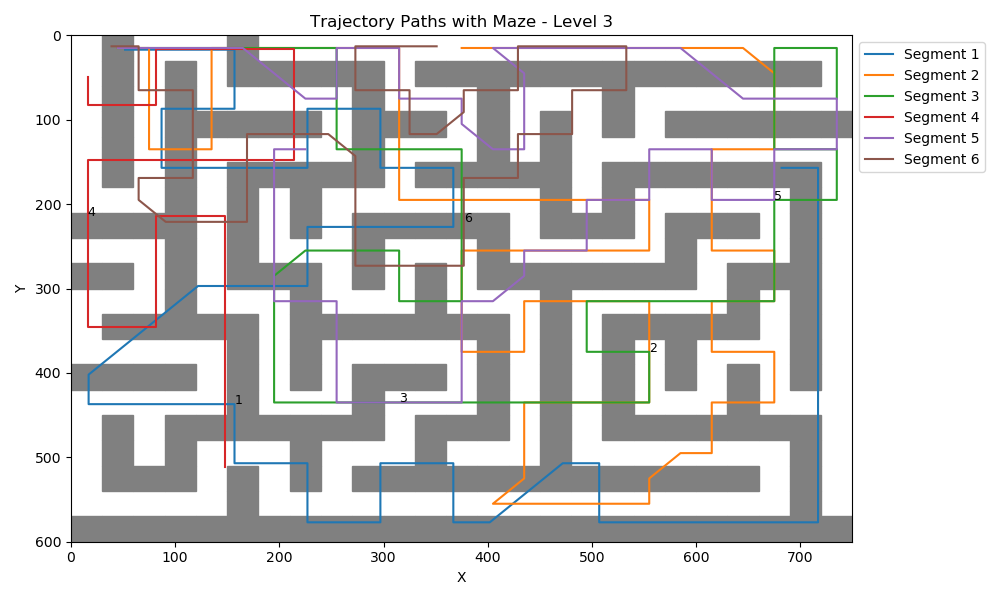 Trajectory Paths with Maze - Level 3
0
100
200
300
400
500
600
Y
0
100
200
300
400
500
600
700
X
4
5
6
2
3
1
Segment 1
Segment 2
Segment 3
Segment 4
Segment 5
Segment 6